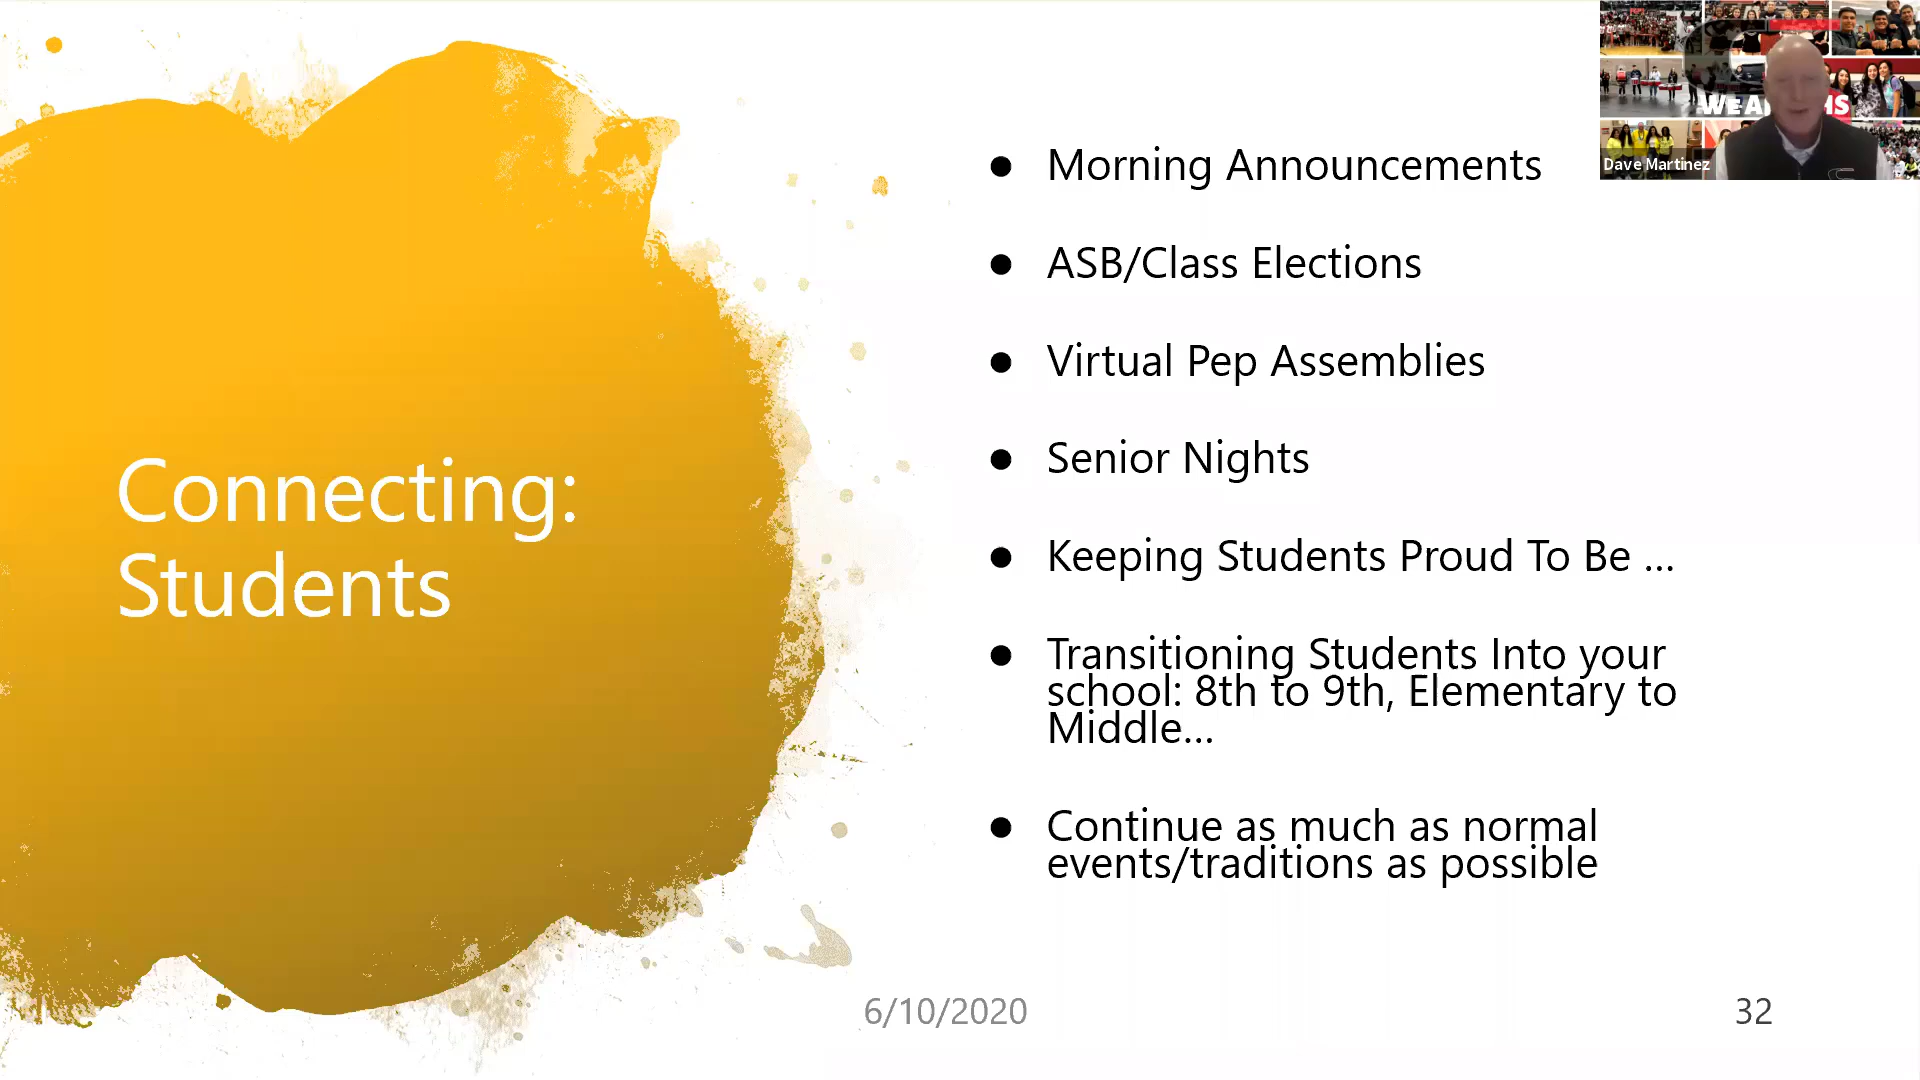 Connecting:
Students
● Morning Announcements
● ASB/Class Elections
● Virtual Pep Assemblies
● Senior Nights
● Keeping Students Proud To Be ...
● Transitioning Students Into your
school: 8th to 9th, Elementary to
Middle...
● Continue as much as normal
events/traditions as possible
6/10/2020
32
WE A HS
Dave Martinez